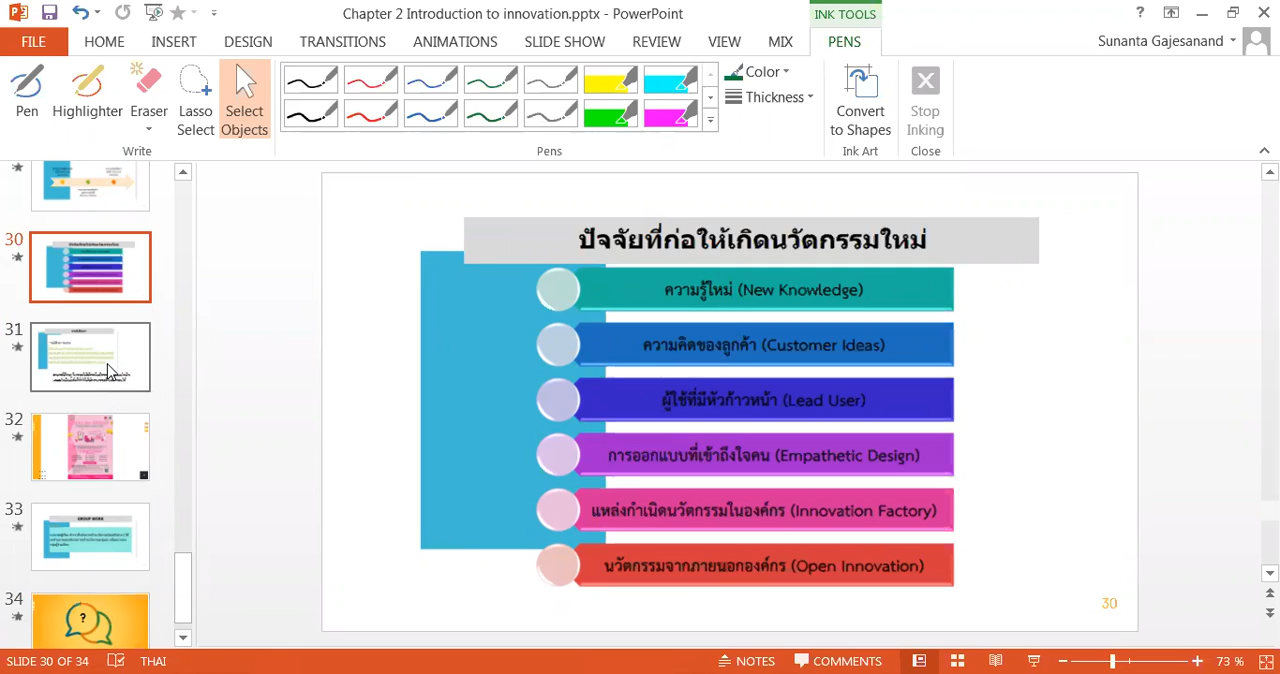 Chapter 2 Introduction to innovation.pptx - PowerPoint
INK TOOLS
FILE HOME INSERT DESIGN TRANSITIONS ANIMATIONS SLIDE SHOW REVIEW VIEW MIX PENS
Sunanta Gajesanand
Pen
Highlighter
Eraser
Lasso Select
Select Objects
Color
Thickness
Convert to Shapes
Stop Inking
Write
Pens
Ink Art
Close
30
31
32
33
GROUP WORK
34
?
ปัจจัยที่ก่อให้เกิดนวัตกรรมใหม่
ความรู้ใหม่ (New Knowledge)
ความคิดของลูกค้า (Customer Ideas)
ผู้ใช้ที่มีหัวก้าวหน้า (Lead User)
การออกแบบที่เข้าถึงใจคน (Empathetic Design)
แหล่งกำเนิดนวัตกรรมในองค์กร (Innovation Factory)
นวัตกรรมจากภายนอกองค์กร (Open Innovation)
30
SLIDE 30 OF 34 THAI NOTES COMMENTS 73 %